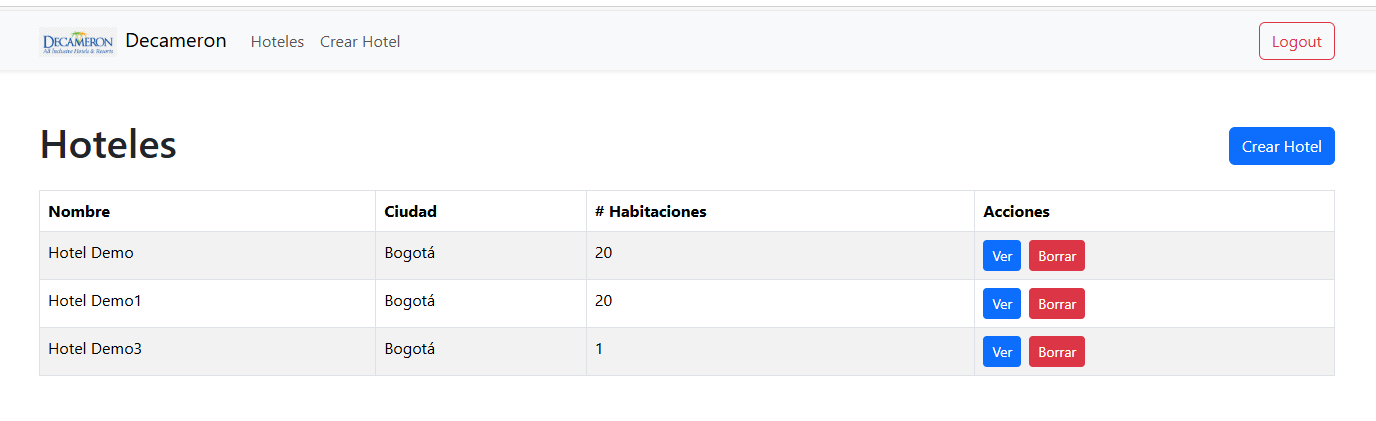 DECAMERON
All Inclusive Hotels & Resorts
Decameron Hoteles Crear Hotel Logout
Hoteles Crear Hotel
Nombre Ciudad # Habitaciones Acciones
Hotel Demo Bogotá 20 Ver Borrar
Hotel Demo1 Bogotá 20 Ver Borrar
Hotel Demo3 Bogotá 1 Ver Borrar